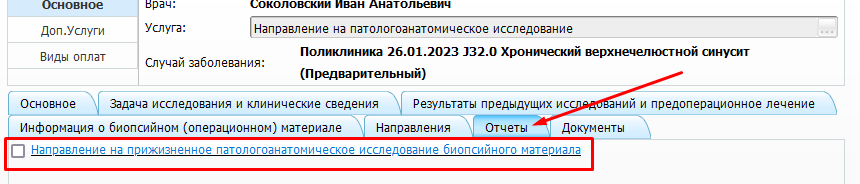 Основное
Врач: Соколовский Иван Анатольевич
Доп.Услуги
Услуга: Направление на патологоанатомическое исследование ...
Виды оплат
Случай заболевания: Поликлиника 26.01.2023 J32.0 Хронический верхнечелюстной синусит
(Предварительный)
Основное Задача исследования и клинические сведения Результаты предыдущих исследований и предоперационное лечение
Информация о биопсийном (операционном) материале Направления Отчеты Документы
Направление на прижизненное патологоанатомическое исследование биопсийного материала